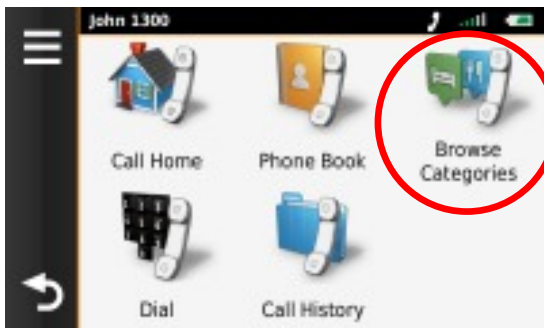 John 1300
Call Home
Phone Book
Browse
Categories
Dial
Call History